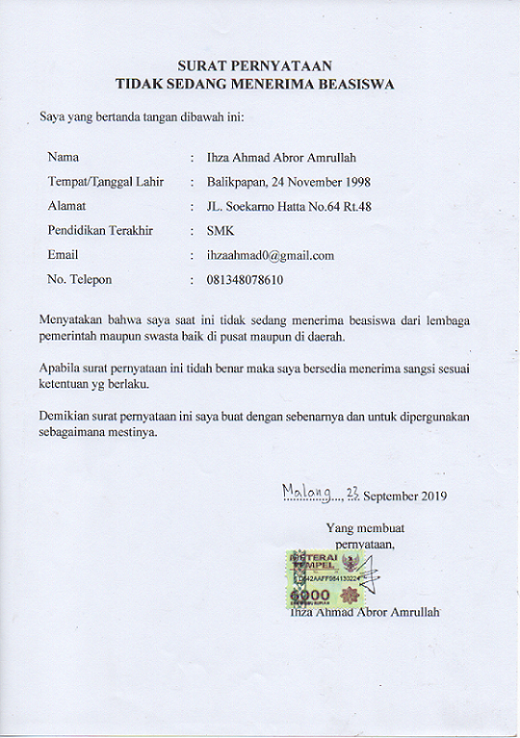 SURAT PERNYATAAN
TIDAK SEDANG MENERIMA BEASISWA
Saya yang bertanda tangan dibawah ini:
Nama : Ihza Ahmad Abror Amrullah
Tempat/Tanggal Lahir : Balikpapan, 24 November 1998
Alamat : JL. Soekarno Hatta No.64 Rt.48
Pendidikan Terakhir : SMK
Email : ihzaahmad0@gmail.com
No. Telepon : 081348078610
Menyatakan bahwa saya saat ini tidak sedang menerima beasiswa dari lembaga
pemerintah maupun swasta baik di pusat maupun di daerah.
Apabila surat pernyataan ini tidah benar maka saya bersedia menerima sangsi sesuai
ketentuan yg berlaku.
Demikian surat pernyataan ini saya buat dengan sebenarnya dan untuk dipergunakan
sebagaimana mestinya.
Malang, 23 September 2019
Yang membuat
pernyataan,
METERAI
TEMPEL
6000
Ihza Ahmad Abror Amrullah